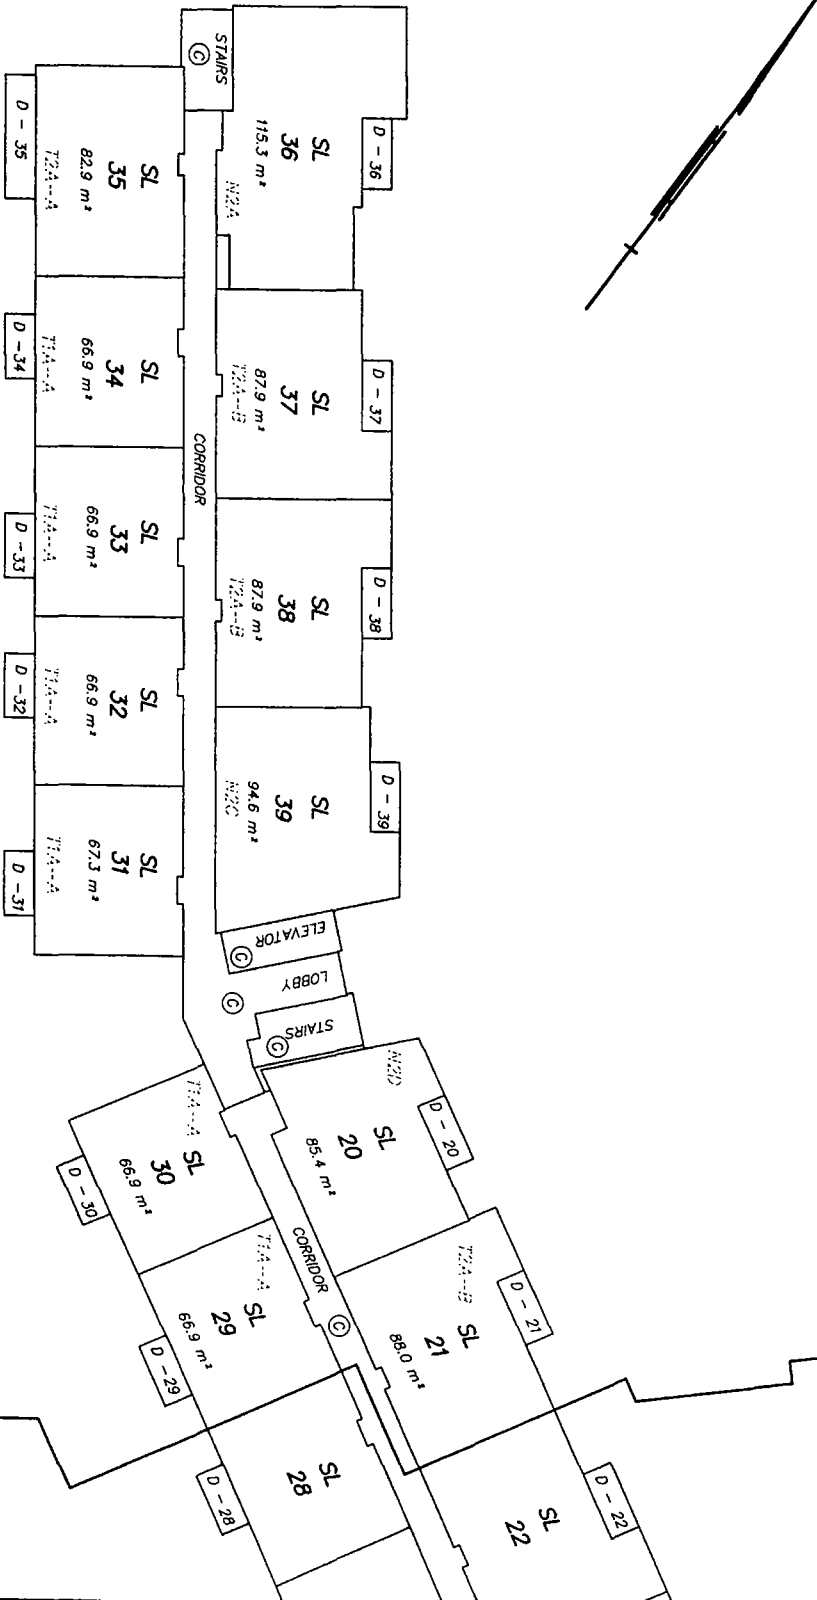 STAIRS
©
SL
36
115.3 m²
N2A
D - 36
D - 35
SL
35
82.9 m²
T2A-A
D - 34
SL
34
66.9 m²
T1A-A
SL
37
87.9 m²
T2A-B
D - 37
CORRIDOR
D - 33
SL
33
66.9 m²
T1A-A
SL
38
87.9 m²
T2A-B
D - 38
D - 32
SL
32
66.9 m²
T1A-A
SL
39
94.6 m²
N2C
D - 39
D - 31
SL
31
67.3 m²
T1A-A
ELEVATOR
©
LOBBY
©
STAIRS
©
N2D
SL
20
85.4 m²
D - 20
T1A-A
SL
30
66.9 m²
D - 30
CORRIDOR
©
T1A-A
SL
29
66.9 m²
D - 29
T2A-B
SL
21
88.0 m²
D - 21
SL
28
D - 28
SL
22
D - 22